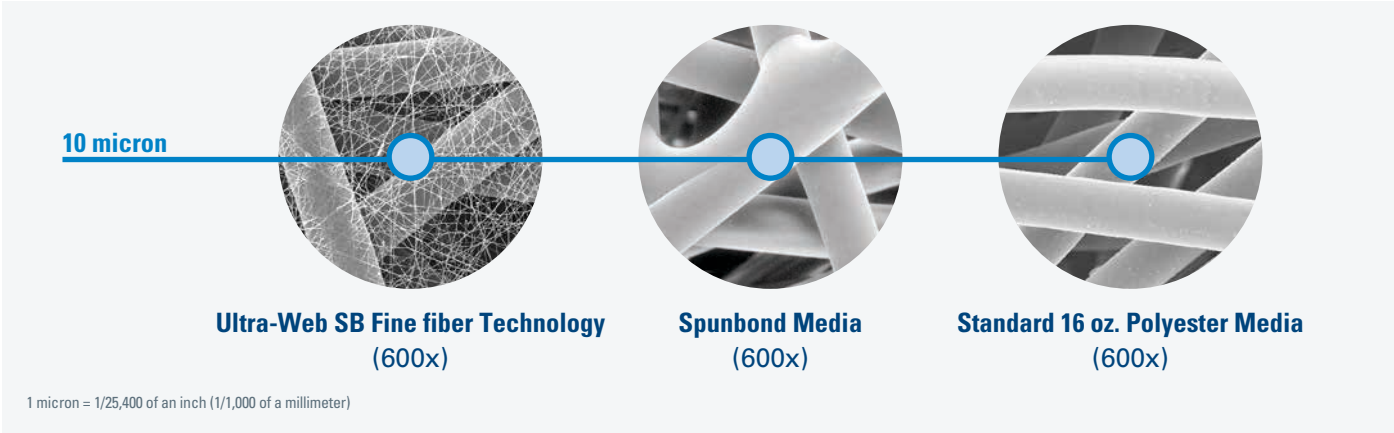 10 micron
Ultra-Web SB Fine fiber Technology
(600x)
Spunbond Media
(600x)
Standard 16 oz. Polyester Media
(600x)
1 micron = 1/25,400 of an inch (1/1,000 of a millimeter)